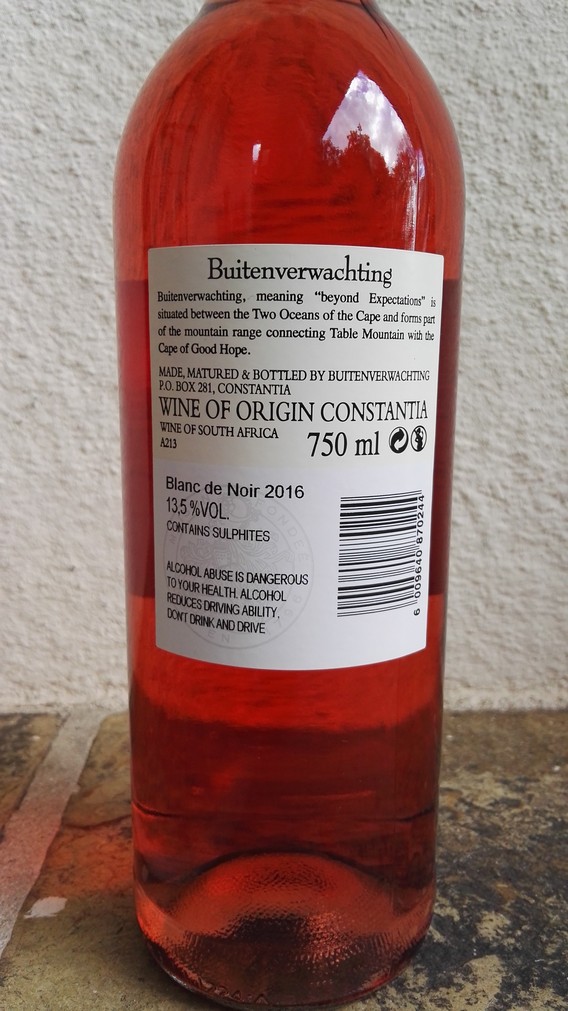 Buitenverwachting
Buitenverwachting, meaning “beyond Expectations” is
situated between the Two Oceans of the Cape and forms part
of the mountain range connecting Table Mountain with the
Cape of Good Hope.
MADE, MATURED & BOTTLED BY BUITENVERWACHTING
P.O. BOX 281, CONSTANTIA
WINE OF ORIGIN CONSTANTIA
WINE OF SOUTH AFRICA
A213
750 ml
Blanc de Noir 2016
13,5 %VOL.
CONTAINS SULPHITES
ALCOHOL ABUSE IS DANGEROUS
TO YOUR HEALTH. ALCOHOL
REDUCES DRIVING ABILITY,
DON'T DRINK AND DRIVE
6 009640 870244